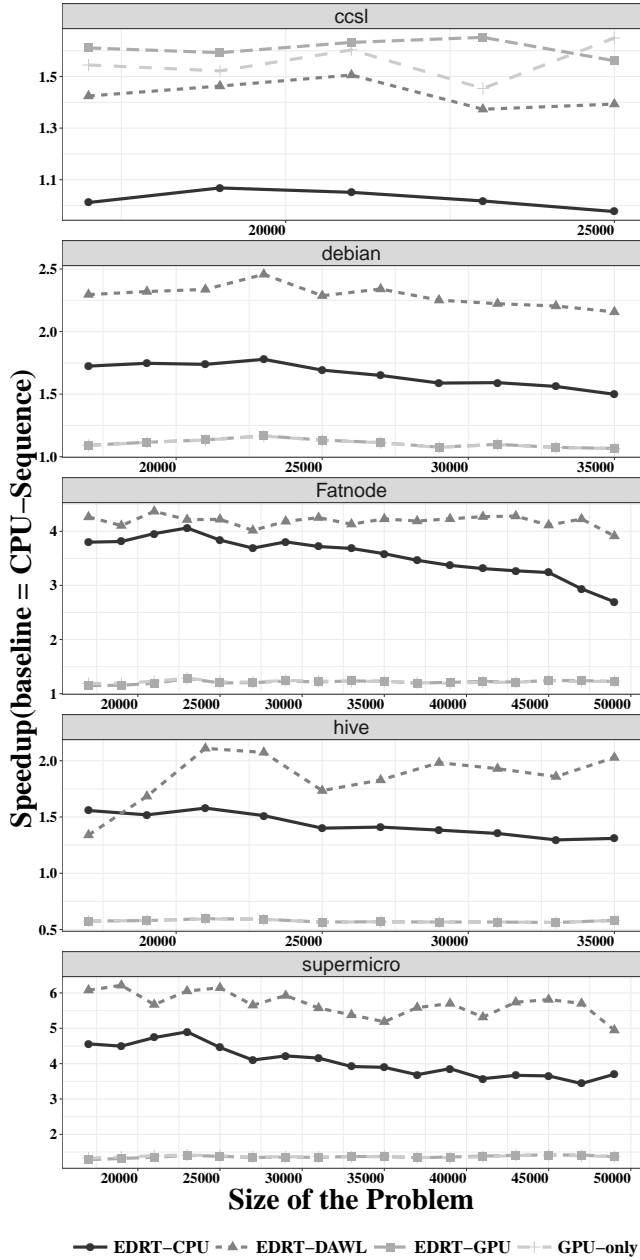 ccsl
1.5
1.3
1.1
20000 25000
debian
2.5
2.0
1.5
1.0
20000 25000 30000 35000
Fatnode
4
3
2
1
20000 25000 30000 35000 40000 45000 50000
hive
2.0
1.5
1.0
0.5
20000 25000 30000 35000
supermicro
6
5
4
3
2
20000 25000 30000 35000 40000 45000 50000
Speedup(baseline = CPU−Sequence)
Size of the Problem
EDRT−CPU EDRT−DAWL EDRT−GPU GPU−only